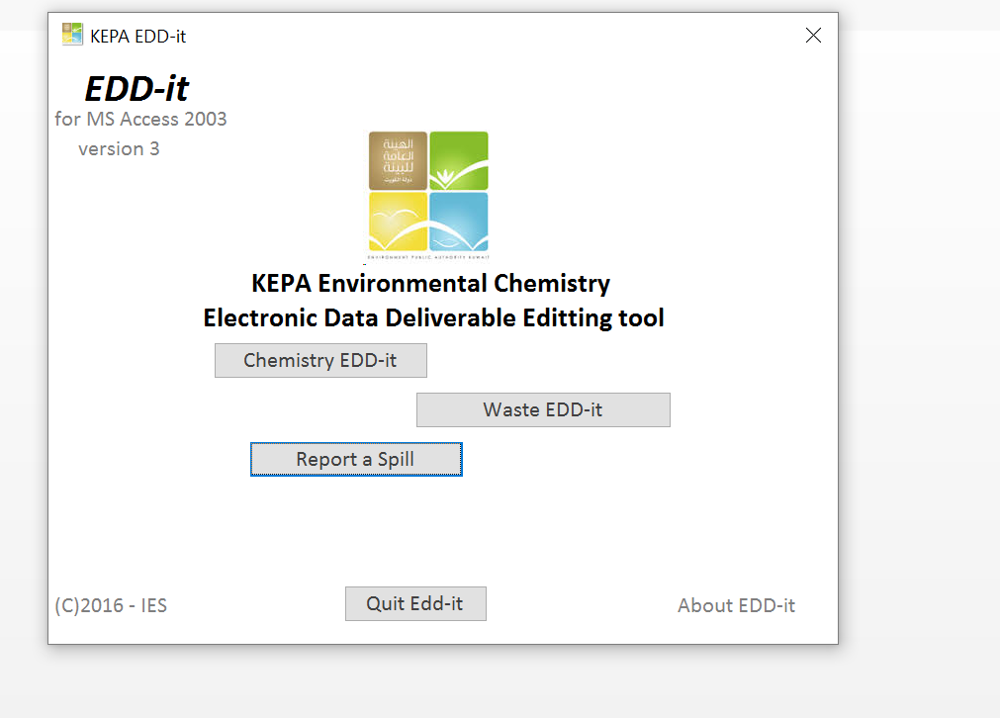 KEPA EDD-it
EDD-it
for MS Access 2003
version 3
الهيئة
العامة
للبيئة
دولة الكويت
ENVIRONMENT PUBLIC AUTHORITY KUWAIT
KEPA Environmental Chemistry
Electronic Data Deliverable Editting tool
Chemistry EDD-it
Waste EDD-it
Report a Spill
(C)2016 - IES
Quit Edd-it
About EDD-it